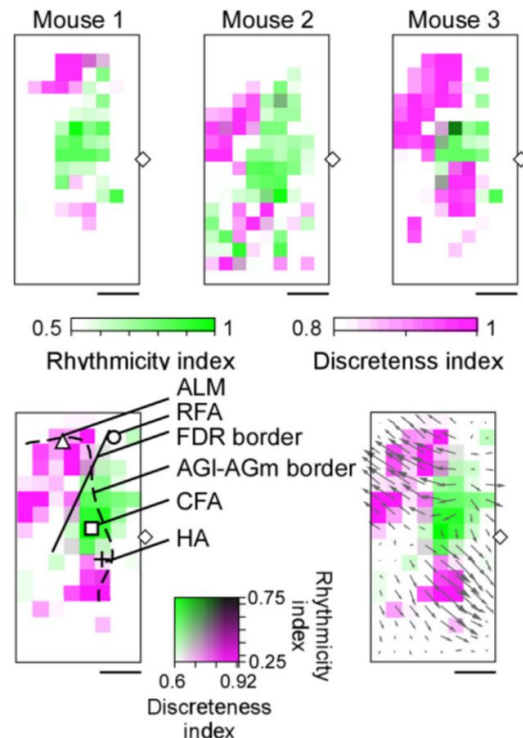 Mouse 1 Mouse 2 Mouse 3
0.5 1 0.8 1
Rhythmicity index Discretenss index
ALM
RFA
FDR border
AGl-AGm border
CFA
HA
Rhythmicity
index
0.75
0.25
0.6 0.92
Discreteness
index